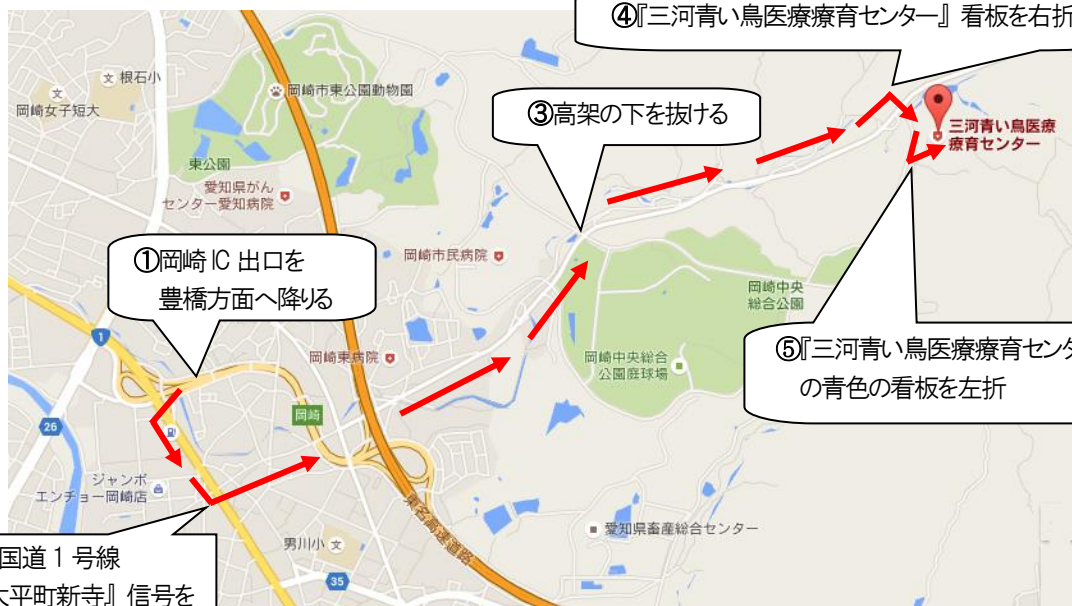 ④『三河青い鳥医療療育センター』看板を右折
③高架の下を抜ける
①岡崎IC 出口を
豊橋方面へ降りる
⑤『三河青い鳥医療療育センタ
の青色の看板を左折
国道1号線
大平町新寺』信号を
根石小
岡崎女子短大
岡崎市東公園動物園
東公園
愛知県がん
センター愛知病院
岡崎市民病院
三河青い鳥医療
療育センター
岡崎中央
総合公園
岡崎中央総合
公園庭球場
岡崎東病院
岡崎
1
26
ジャンボ
エンチョー岡崎店
男川小
35
東名高速道路
愛知県畜産総合センター
文
文
文